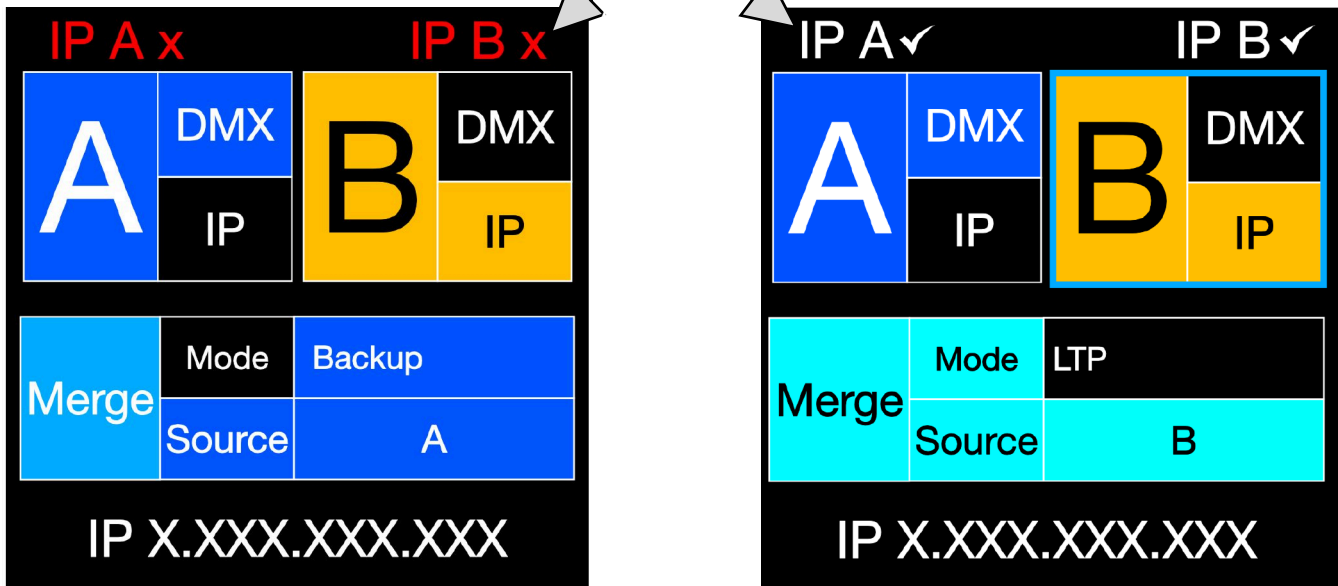 IP A x IP B x
A DMX B DMX
IP IP
Mode Backup
Merge
Source A
IP X.XXX.XXX.XXX
IP A✓ IP B✓
A DMX B DMX
IP IP
Mode LTP
Merge
Source B
IP X.XXX.XXX.XXX